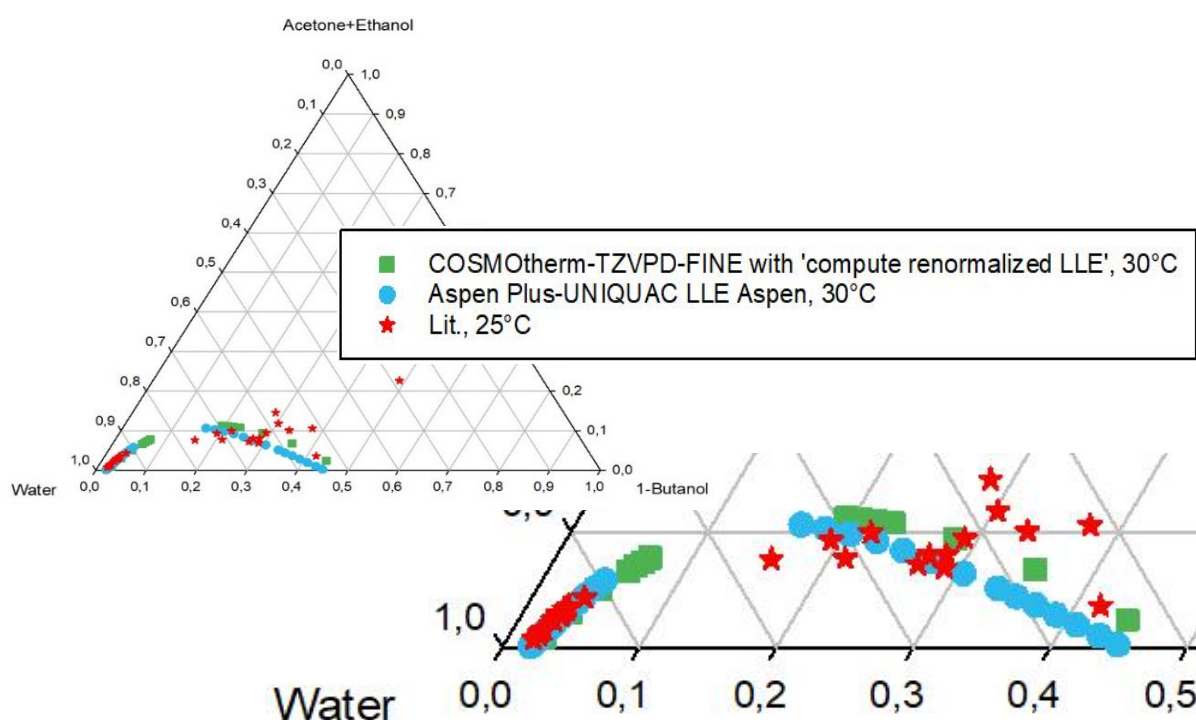 Acetone+Ethanol
0,0 1,0
0,1 0,9
0,2 0,8
0,3 0,7
0,4
COSMOtherm-TZVPD-FINE with 'compute renormalized LLE', 30°C
0,5
Aspen Plus-UNIQUAC LLE Aspen, 30°C
0,6
Lit., 25°C
0,7
0,8 0,2
0,9 0,1
1,0 0,0
Water 0,0 0,1 0,2 0,3 0,4 0,5 0,6 0,7 0,8 0,9 1,0 1-Butanol
1,0
Water 0,0 0,1 0,2 0,3 0,4 0,5